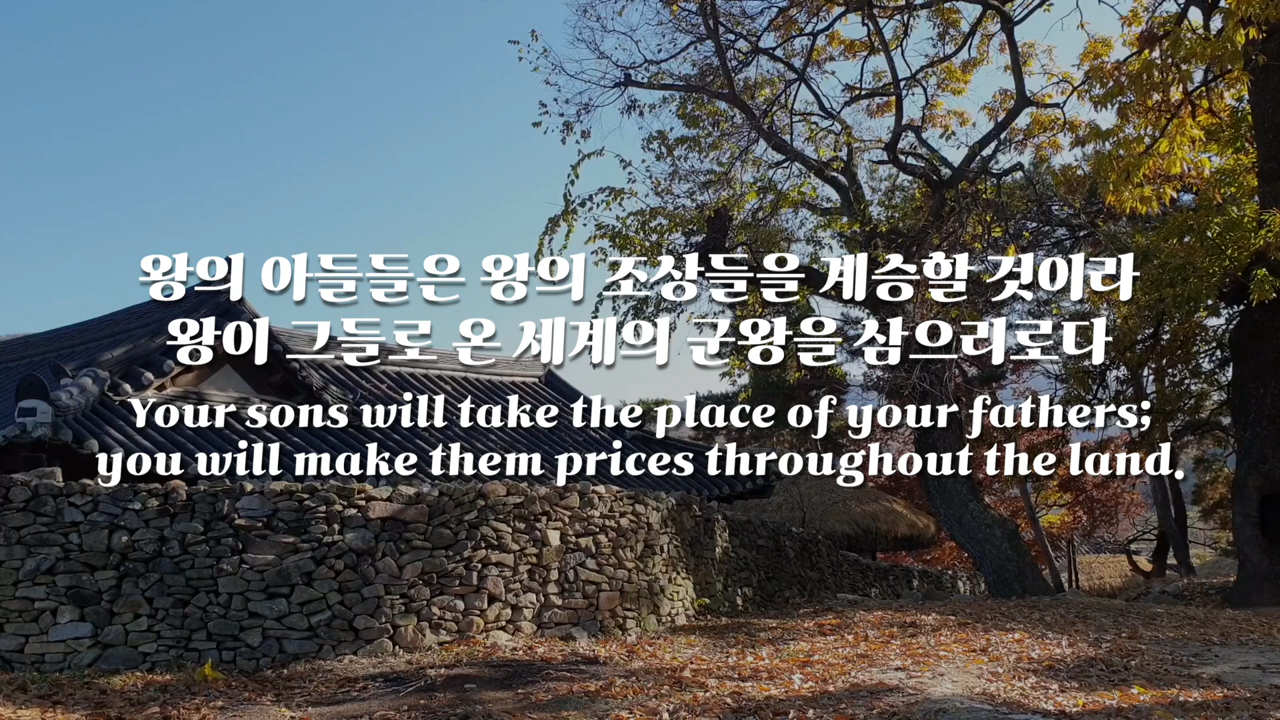 왕의 아들들은 왕의 조상들을 계승할 것이라
왕이 그들로 온 세계의 군왕을 삼으리로다
Your sons will take the place of your fathers;
you will make them prices throughout the land.